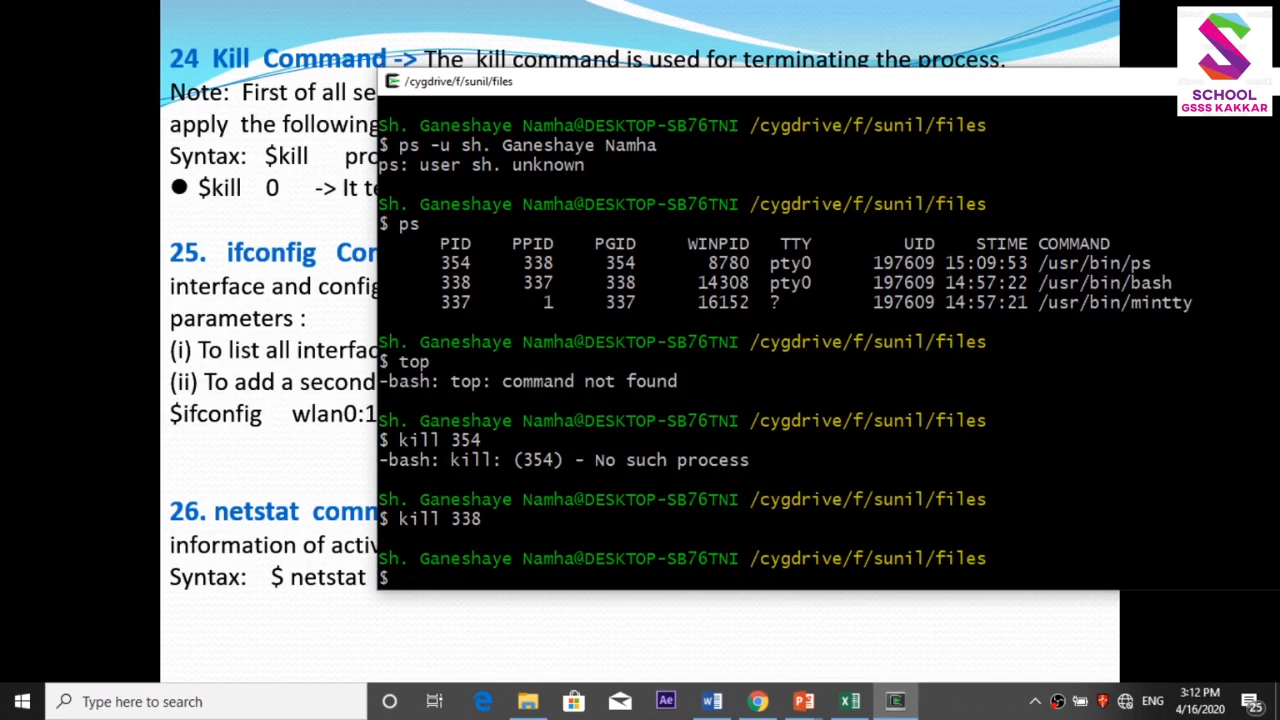 24 Kill Command -> The kill command is used for terminating the process.
Note: First of all se
apply the following
Syntax: $kill pro
● $kill 0 -> It te
25. ifconfig Con
interface and config
parameters :
(i) To list all interfac
(ii) To add a second
$ifconfig wlan0:1
26. netstat comm
information of activ
Syntax: $ netstat
/cygdrive/f/sunil/files
Sh. Ganeshaye Namha@DESKTOP-SB76TNI /cygdrive/f/sunil/files
$ ps -u sh. Ganeshaye Namha
ps: user sh. unknown
Sh. Ganeshaye Namha@DESKTOP-SB76TNI /cygdrive/f/sunil/files
$ ps
PID PPID PGID WINPID TTY UID STIME COMMAND
354 338 354 8780 pty0 197609 15:09:53 /usr/bin/ps
338 337 338 14308 pty0 197609 14:57:22 /usr/bin/bash
337 1 337 16152 ? 197609 14:57:21 /usr/bin/mintty
Sh. Ganeshaye Namha@DESKTOP-SB76TNI /cygdrive/f/sunil/files
$ top
-bash: top: command not found
Sh. Ganeshaye Namha@DESKTOP-SB76TNI /cygdrive/f/sunil/files
$ kill 354
-bash: kill: (354) - No such process
Sh. Ganeshaye Namha@DESKTOP-SB76TNI /cygdrive/f/sunil/files
$ kill 338
Sh. Ganeshaye Namha@DESKTOP-SB76TNI /cygdrive/f/sunil/files
$
SCHOOL
GSSS KAKKAR
Type here to search
Ae
ENG
3:12 PM
4/16/2020
25